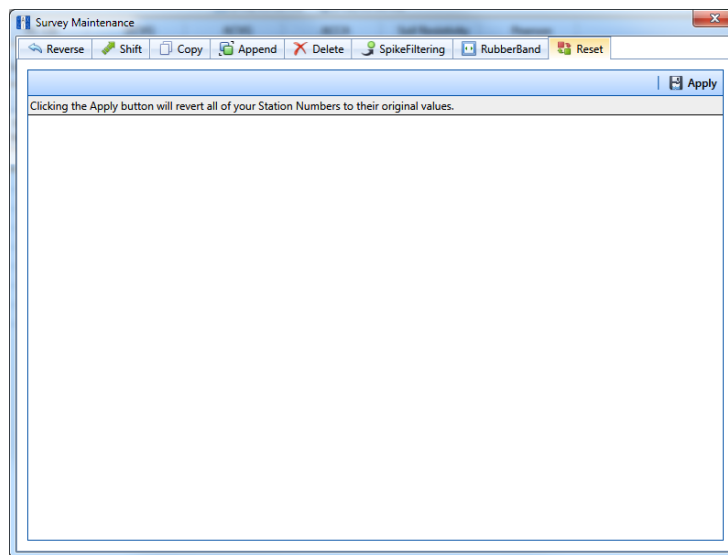 Survey Maintenance
Reverse Shift Copy Append Delete SpikeFiltering RubberBand Reset
Apply
Clicking the Apply button will revert all of your Station Numbers to their original values.